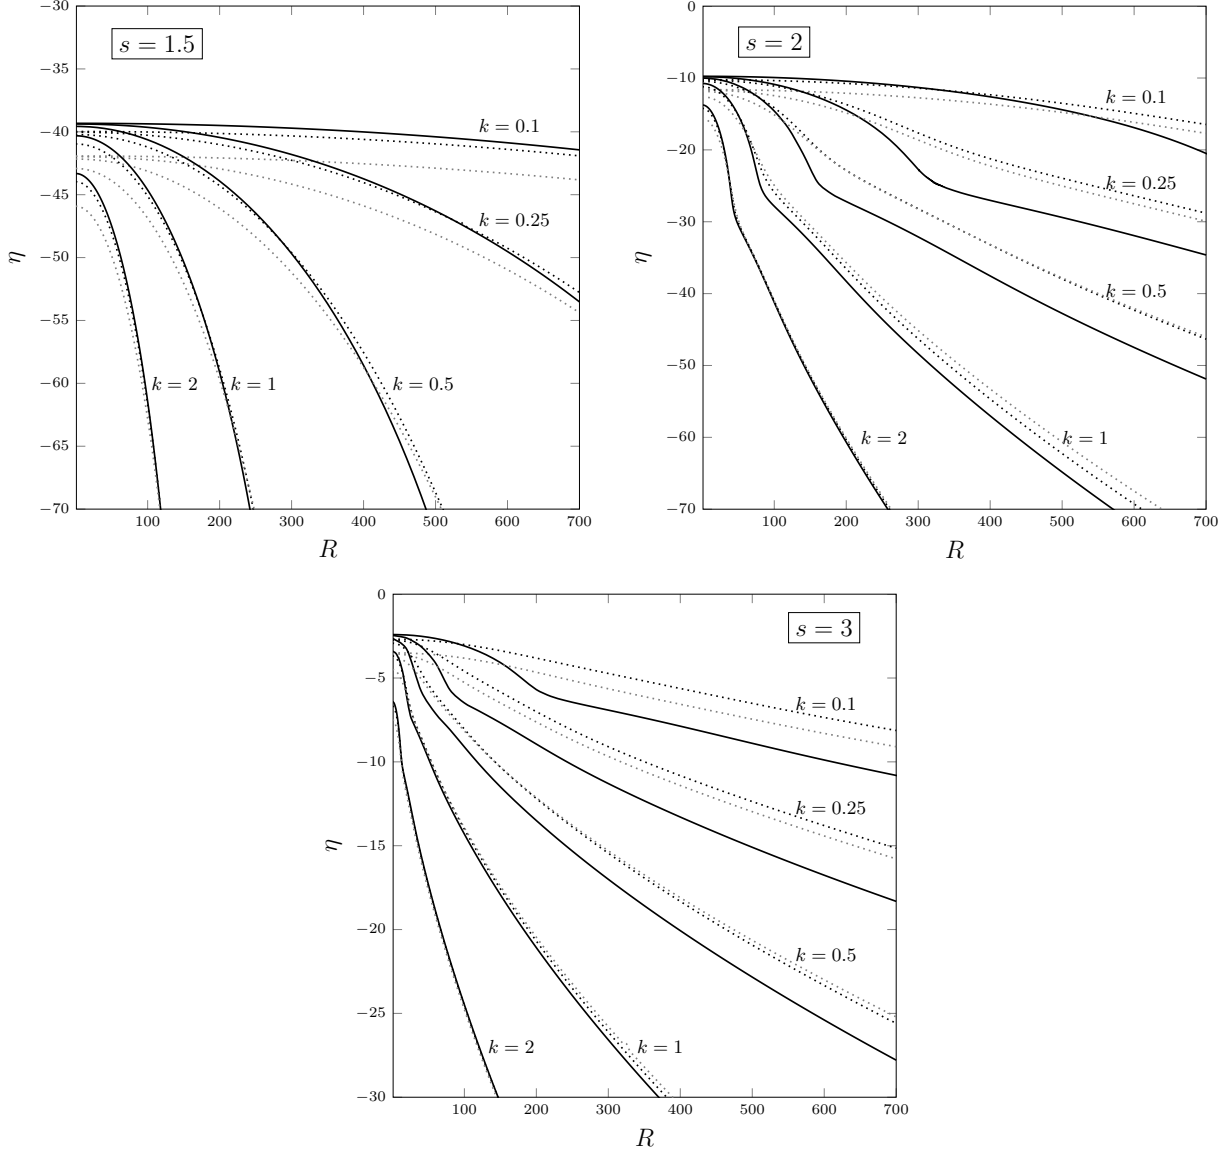 s = 1.5
−30
−35
−40
−45
−50
−55
−60
−65
−70
η
k = 0.1
k = 0.25
k = 0.5
k = 1
k = 2
100 200 300 400 500 600 700
R
s = 2
0
−10
−20
−30
−40
−50
−60
−70
η
k = 0.1
k = 0.25
k = 0.5
k = 1
k = 2
100 200 300 400 500 600 700
R
s = 3
0
−5
−10
−15
−20
−25
−30
η
k = 0.1
k = 0.25
k = 0.5
k = 1
k = 2
100 200 300 400 500 600 700
R